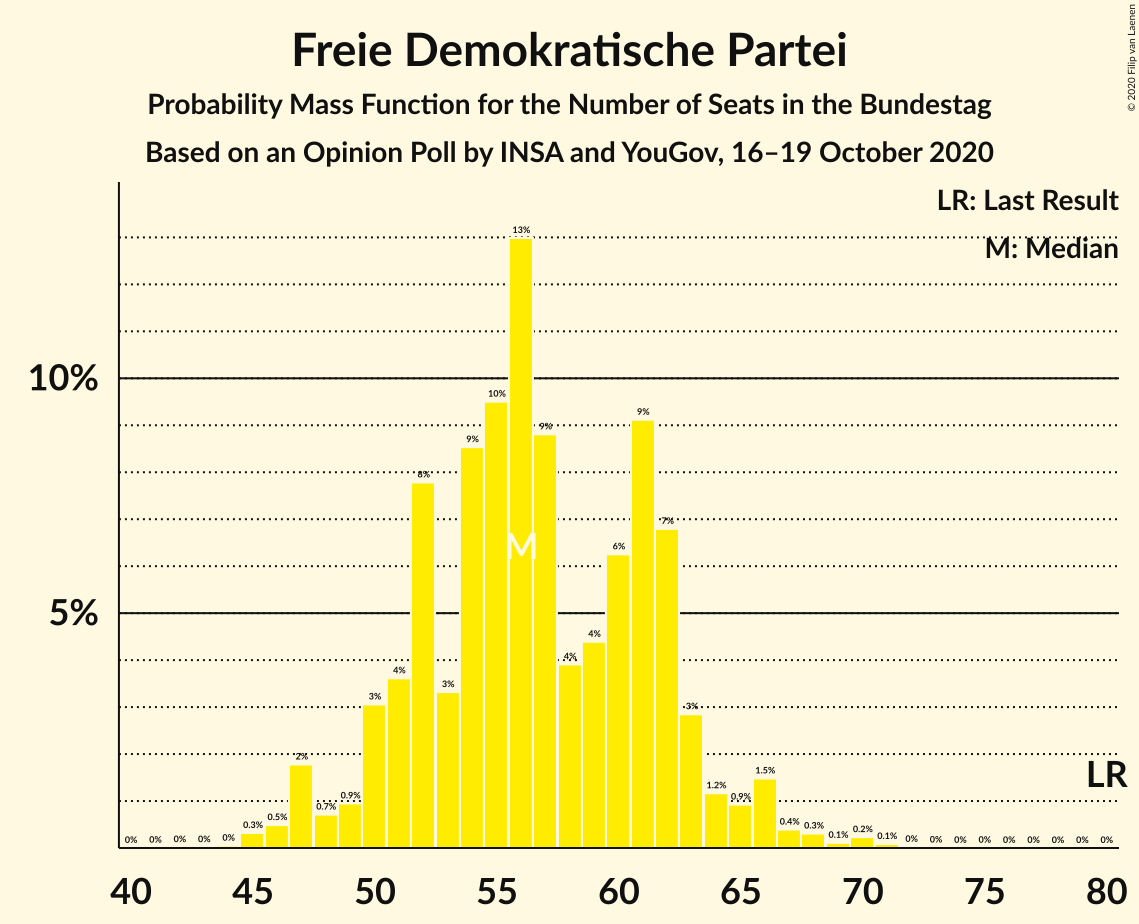 Freie Demokratische Partei
Probability Mass Function for the Number of Seats in the Bundestag
Based on an Opinion Poll by INSA and YouGov, 16–19 October 2020
© 2020 Filip van Laenen
LR: Last Result
M: Median
10%
5%
0% 0% 0% 0% 0% 0.3% 0.5% 2% 0.7% 0.9% 3% 4% 8% 3% 9% 10% 13% 9% 4% 4% 6% 9% 7% 3% 1.2% 0.9% 1.5% 0.4% 0.3% 0.1% 0.2% 0.1% 0% 0% 0% 0% 0% 0% 0% 0% 0%
M
LR
40 45 50 55 60 65 70 75 80